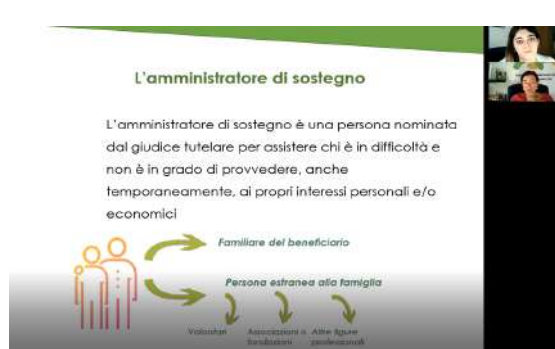 L'amministratore di sostegno
L'amministratore di sostegno è una persona nominata
dal giudice tutelare per assistere chi è in difficoltà e
non è in grado di provvedere, anche
temporaneamente, ai propri interessi personali e/o
economici
Familiare del beneficiario
Persona estranea alla famiglia
Volontari
Associazioni o
fondazioni
Altre figure
professionali